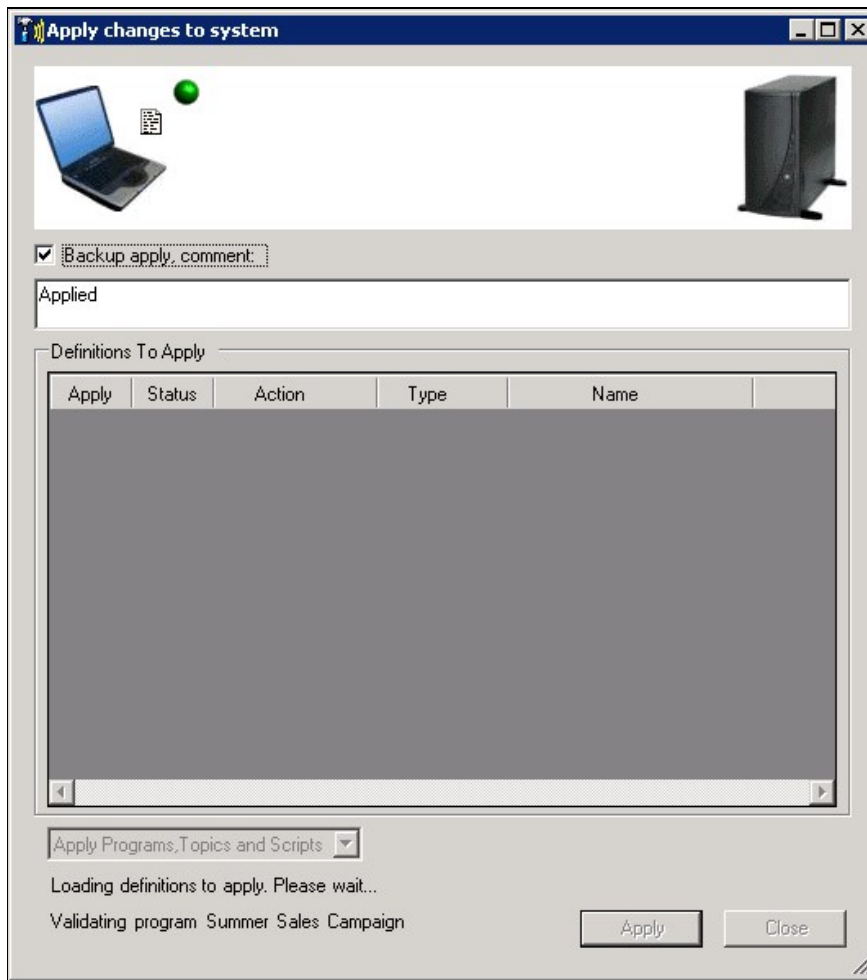 Apply changes to system
Backup apply, comment:
Applied
Definitions To Apply
Apply Status Action Type Name
Apply Programs,Topics and Scripts
Loading definitions to apply. Please wait...
Validating program Summer Sales Campaign
Apply Close